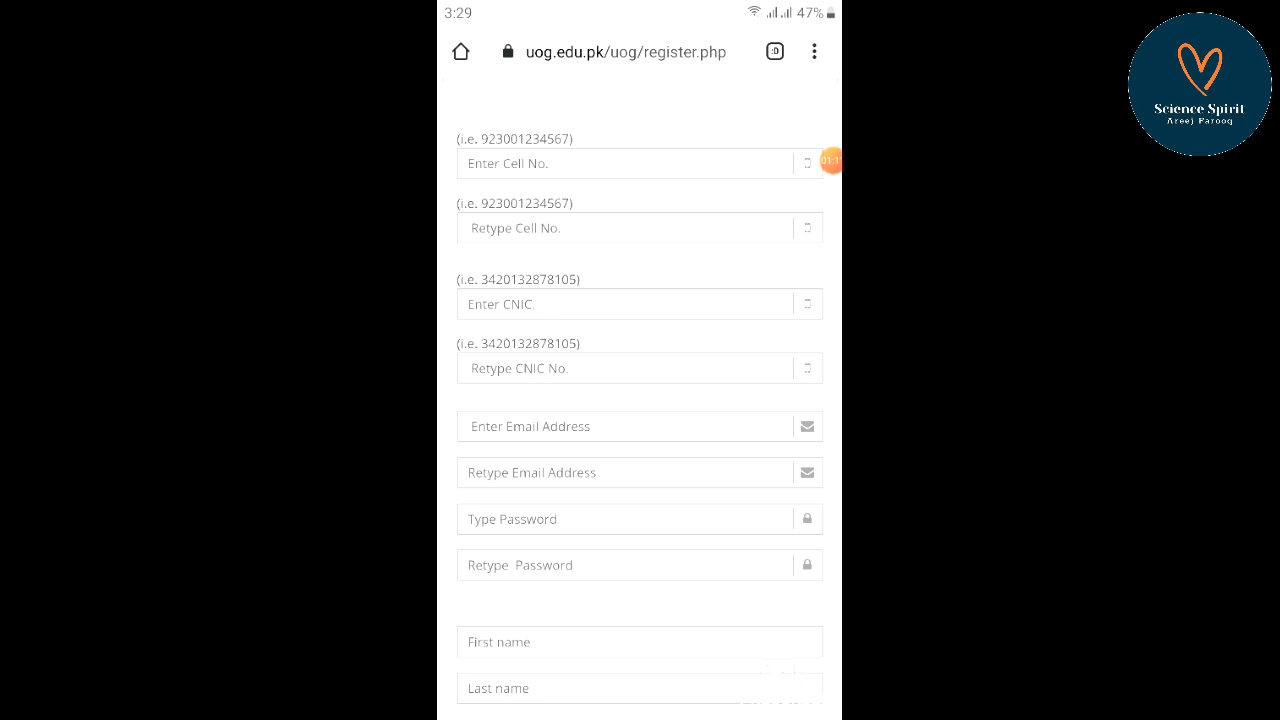 3:29
47%
uog.edu.pk/uog/register.php
:D
(i.e. 923001234567)
Enter Cell No.
(i.e. 923001234567)
Retype Cell No.
(i.e. 3420132878105)
Enter CNIC.
(i.e. 3420132878105)
Retype CNIC No.
Enter Email Address
Retype Email Address
Type Password
Retype Password
First name
Last name
Science Spirit
Areej Farooq